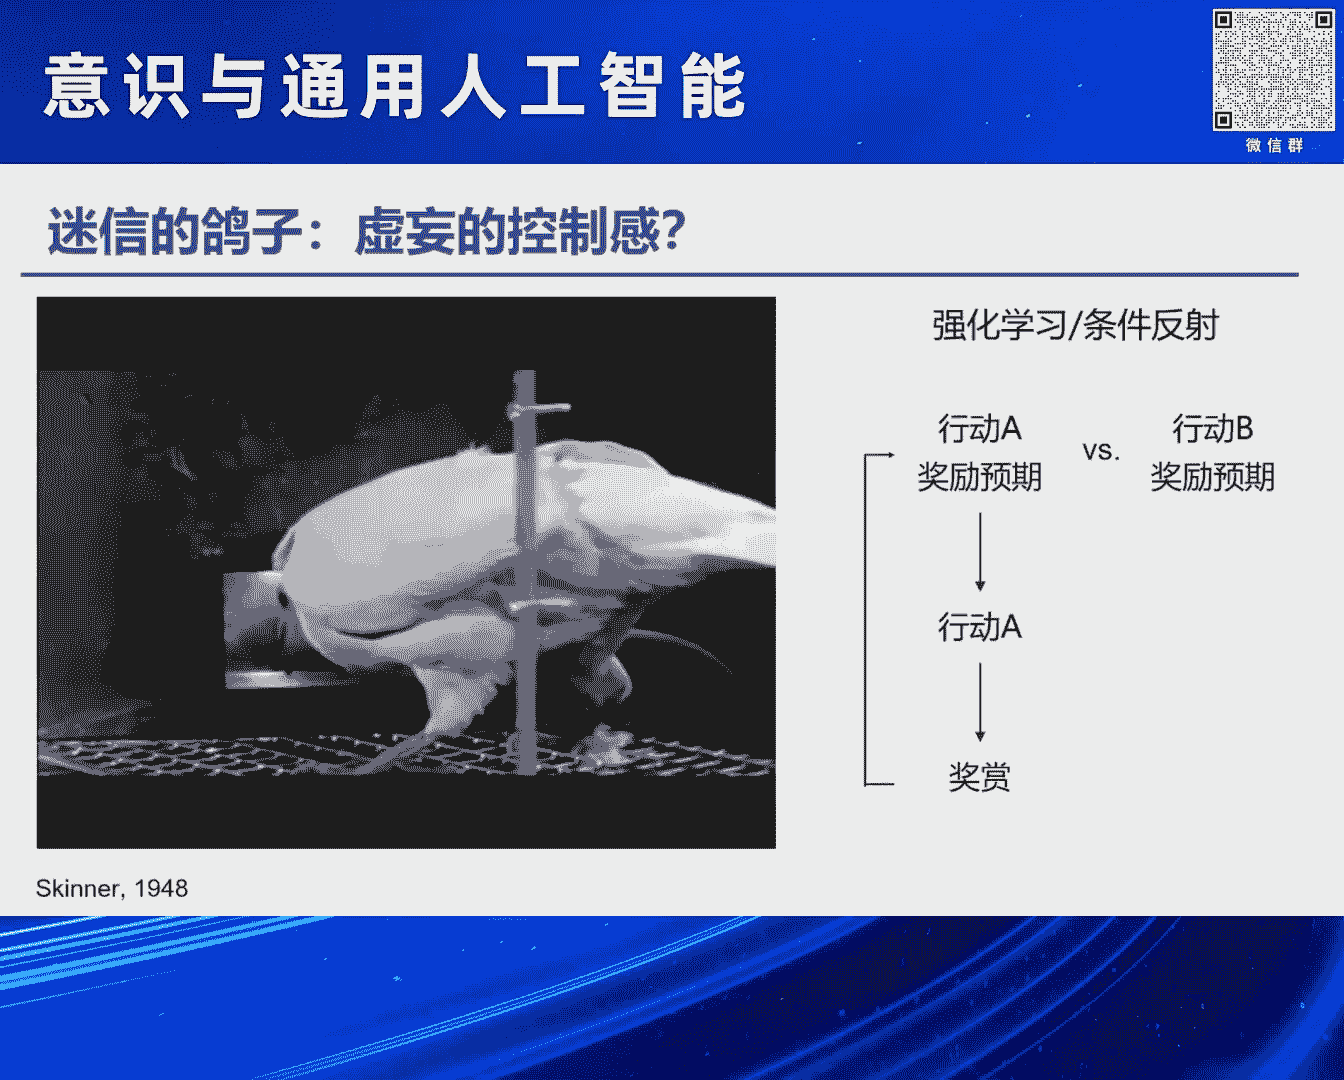 意识与通用人工智能
微信群
迷信的鸽子：虚妄的控制感？
强化学习/条件反射
行动A
奖励预期
vs.
行动B
奖励预期
行动A
奖赏
Skinner, 1948